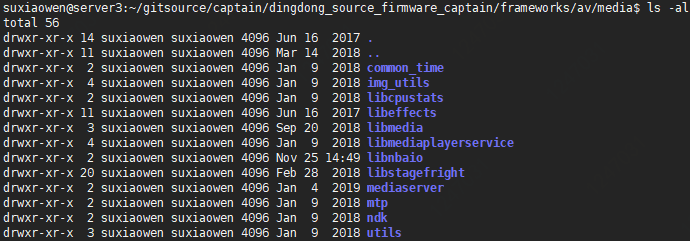 suxiaowen@server3:~/gitsource/captain/dingdong_source_firmware_captain/frameworks/av/media$ ls -al
total 56
drwxr-xr-x 14 suxiaowen suxiaowen 4096 Jun 16  2017 .
drwxr-xr-x 11 suxiaowen suxiaowen 4096 Mar 14  2018 ..
drwxr-xr-x  2 suxiaowen suxiaowen 4096 Jan  9  2018 common_time
drwxr-xr-x  4 suxiaowen suxiaowen 4096 Jan  9  2018 img_utils
drwxr-xr-x  2 suxiaowen suxiaowen 4096 Jan  9  2018 libcpustats
drwxr-xr-x 11 suxiaowen suxiaowen 4096 Jun 16  2017 libeffects
drwxr-xr-x  3 suxiaowen suxiaowen 4096 Sep 20  2018 libmedia
drwxr-xr-x  4 suxiaowen suxiaowen 4096 Jan  9  2018 libmediaplayerservice
drwxr-xr-x  2 suxiaowen suxiaowen 4096 Nov 25 14:49 libnbaio
drwxr-xr-x 20 suxiaowen suxiaowen 4096 Feb 28  2018 libstagefright
drwxr-xr-x  2 suxiaowen suxiaowen 4096 Jan  4  2019 mediaserver
drwxr-xr-x  2 suxiaowen suxiaowen 4096 Jan  9  2018 mtp
drwxr-xr-x  2 suxiaowen suxiaowen 4096 Jan  9  2018 ndk
drwxr-xr-x  3 suxiaowen suxiaowen 4096 Jan  9  2018 utils